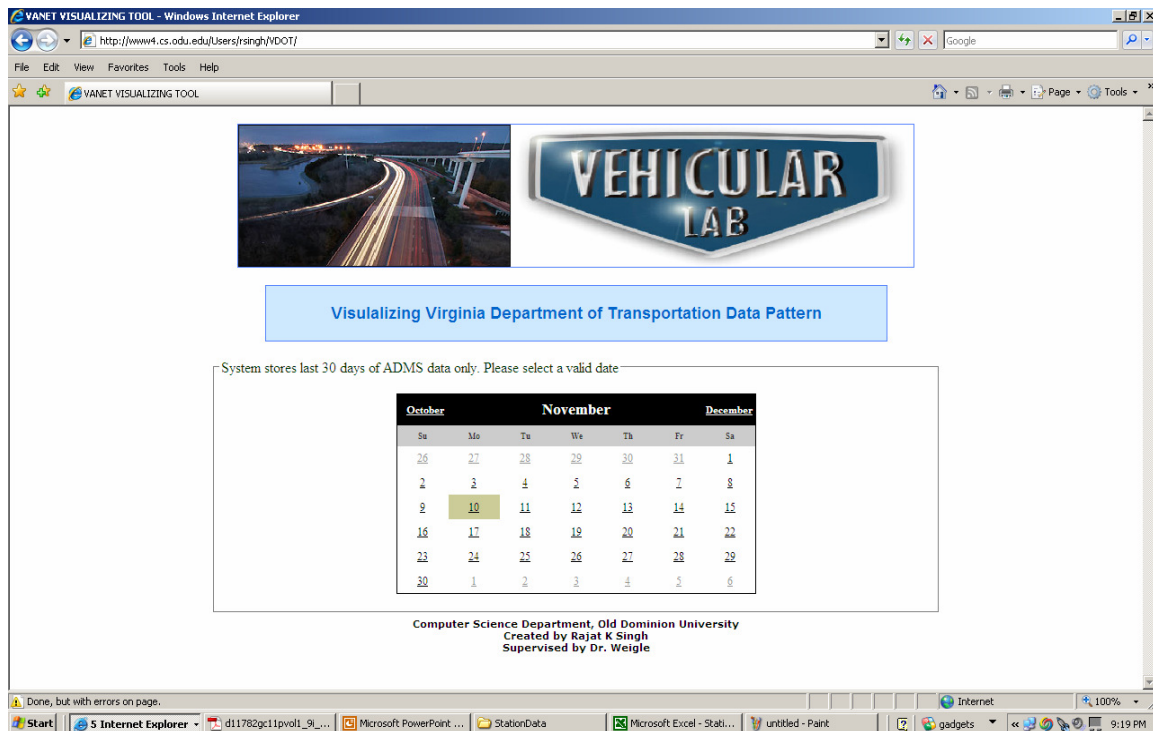 VANET VISUALIZING TOOL - Windows Internet Explorer
http://www4.cs.odu.edu/Users/rsingh/VDOT/
Google
File Edit View Favorites Tools Help
VANET VISUALIZING TOOL
Page Tools
VEHICULAR
LAB
Visulalizing Virginia Department of Transportation Data Pattern
System stores last 30 days of ADMS data only. Please select a valid date
October November December
Su Mo Tu We Th Fr Sa
26 27 28 29 30 31 1
2 3 4 5 6 7 8
9 10 11 12 13 14 15
16 17 18 19 20 21 22
23 24 25 26 27 28 29
30 1 2 3 4 5 6
Computer Science Department, Old Dominion University
Created by Rajat K Singh
Supervised by Dr. Weigle
Done, but with errors on page.
Internet
100%
Start
5 Internet Explorer
d11782gc11pvol1_9i_...
Microsoft PowerPoint ...
StationData
Microsoft Excel - Stati...
untitled - Paint
gadgets
9:19 PM